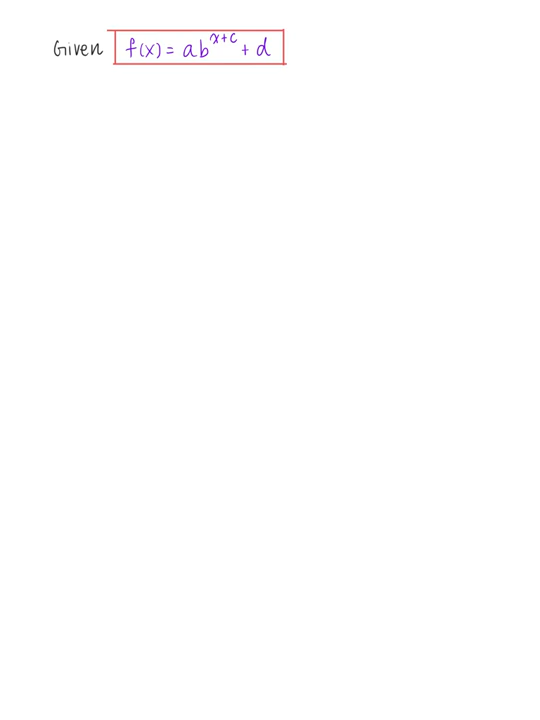 Given f(x) = ab^{x+c} + d